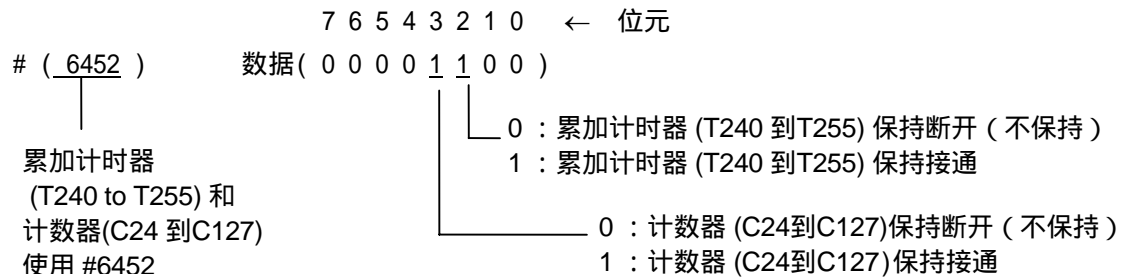 7 6 5 4 3 2 1 0 ← 位元
# ( 6452 ) 数据( 0 0 0 0 1 1 0 0 )
0 ：累加计时器 (T240 到T255) 保持断开（不保持）
1 ：累加计时器 (T240 到T255) 保持接通
累加计时器
(T240 to T255) 和
计数器(C24 到C127)
使用 #6452
0 ：计数器 (C24到C127)保持断开（不保持）
1 ：计数器 (C24到C127)保持接通